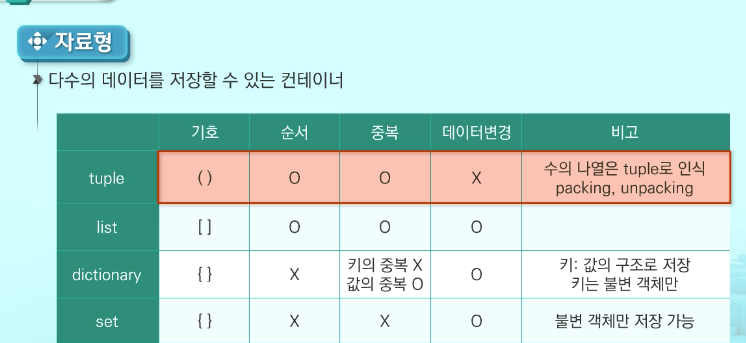 자료형
다수의 데이터를 저장할 수 있는 컨테이너
기호 순서 중복 데이터변경 비고
tuple ( ) O O X 수의 나열은 tuple로 인식
packing, unpacking
list [ ] O O O
dictionary { } X 키의 중복 X
값의 중복 O O 키: 값의 구조로 저장
키는 불변 객체만
set { } X X O 불변 객체만 저장 가능